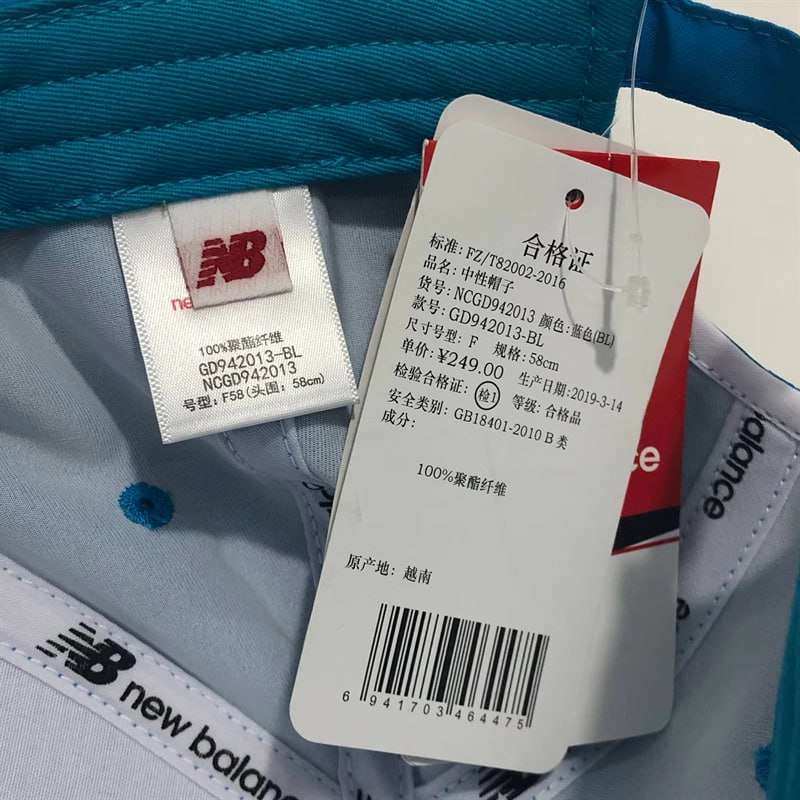 NB
ne
100%聚酯纤维
GD942013-BL
NCGD942013
号型: F58 (头围: 58cm)
合格证
标准: FZ/T82002-2016
品名: 中性帽子
货号: NCGD942013 颜色: 蓝色(BL)
款号: GD942013-BL
尺寸号型: F 规格: 58cm
单价: ¥249.00 生产日期: 2019-3-14
检验合格证: 检1 等级: 合格品
安全类别: GB18401-2010 B 类
成分:
100%聚酯纤维
原产地: 越南
6 941703 464475
ce
balance
NB new balance